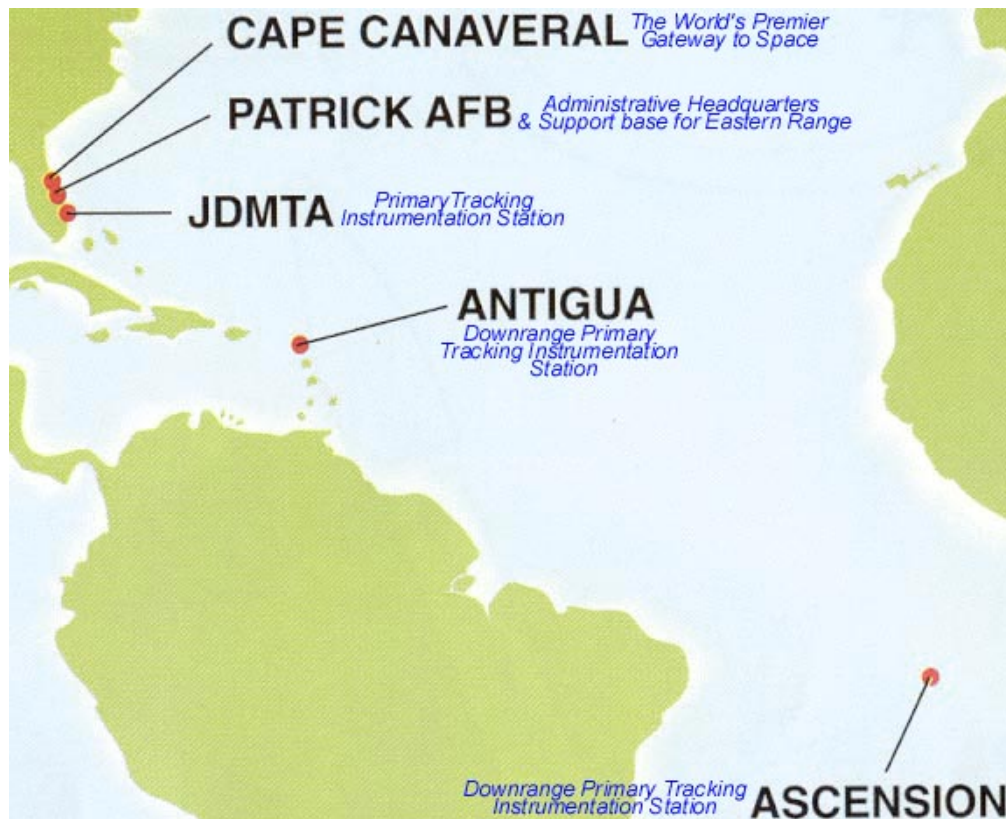 CAPE CANAVERAL
The World's Premier
Gateway to Space
PATRICK AFB
Administrative Headquarters
& Support base for Eastern Range
JDMTA
Primary Tracking
Instrumentation Station
ANTIGUA
Downrange Primary
Tracking Instrumentation
Station
Downrange Primary Tracking
Instrumentation Station
ASCENSION